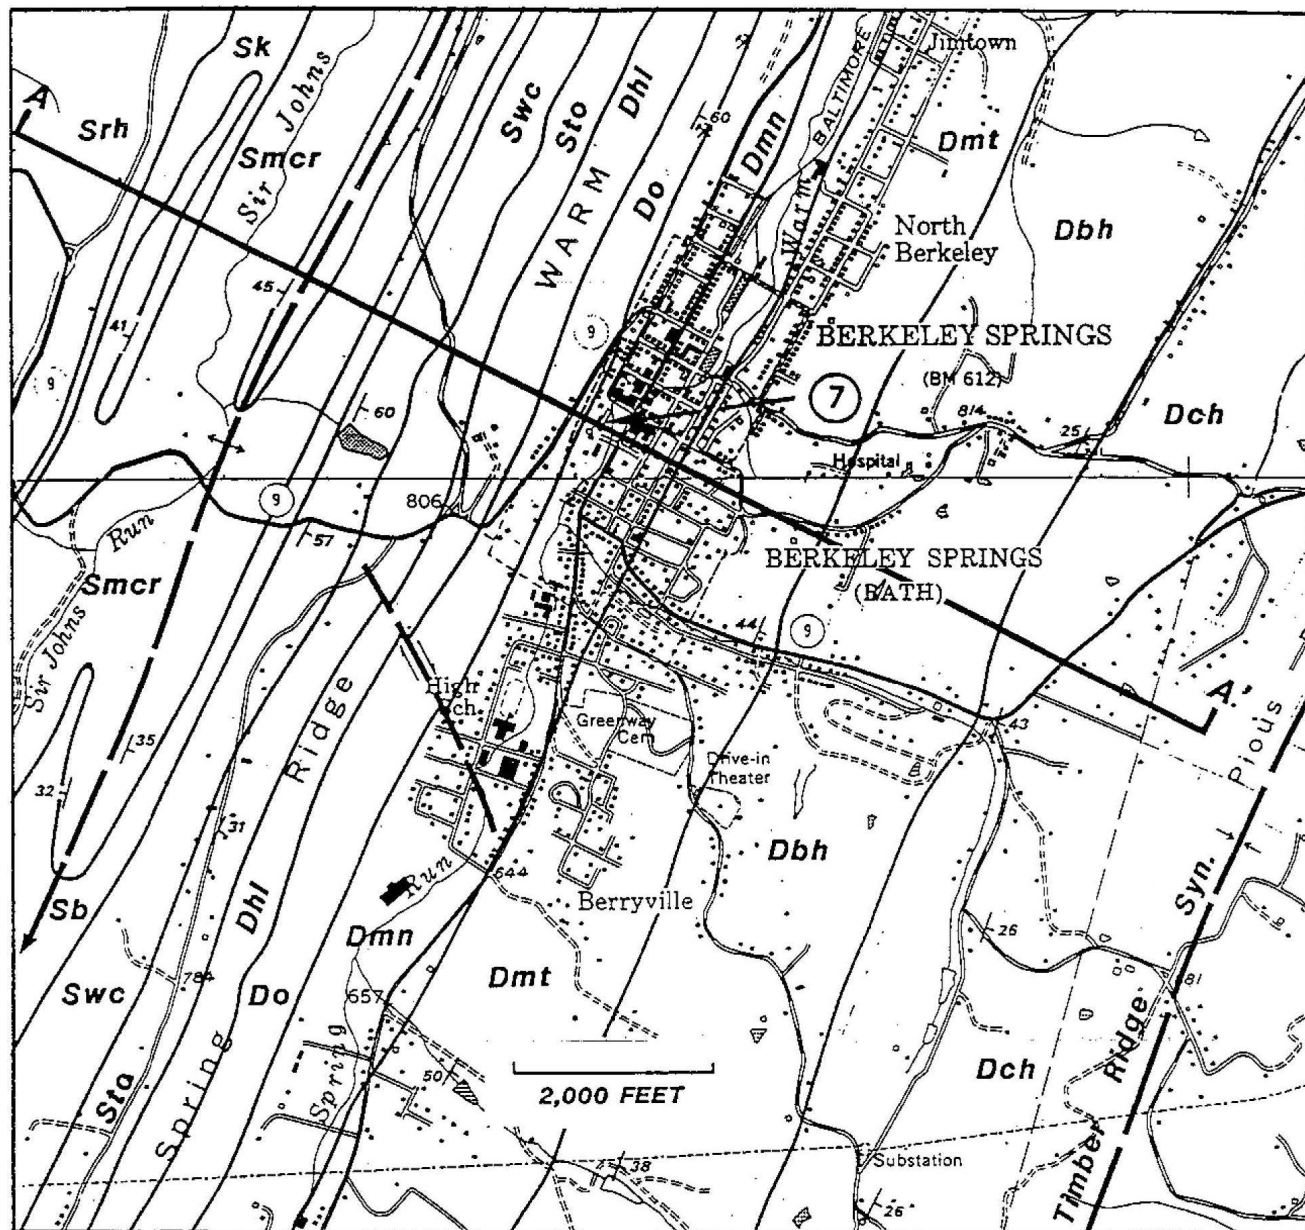 Sk
A
Srh
Smcr
Sir Johns
Swc
Sto
Dhl
WARM
60
Do
Dmn
BALTIMORE
Jimtown
Dmt
Warm
North
Berkeley
Dbh
45
41
9
9
BERKELEY SPRINGS
(BM 612)
7
814
25
Dch
60
Hospital
806
9
57
Run
Smcr
Sir Johns
BERKELEY SPRINGS
(BATH)
44
9
High
Sch.
Ridge
Greenway
Cem
Drive-in
Theater
43
A'
Pious
35
32
31
Dbh
Syn.
644
Run
Berryville
Sb
Dhl
Dmn
26
Swc
784
Do
657
Dmt
Ridge
Spring
50
2,000 FEET
Dch
Sta
Spring
38
Substation
Timber
26